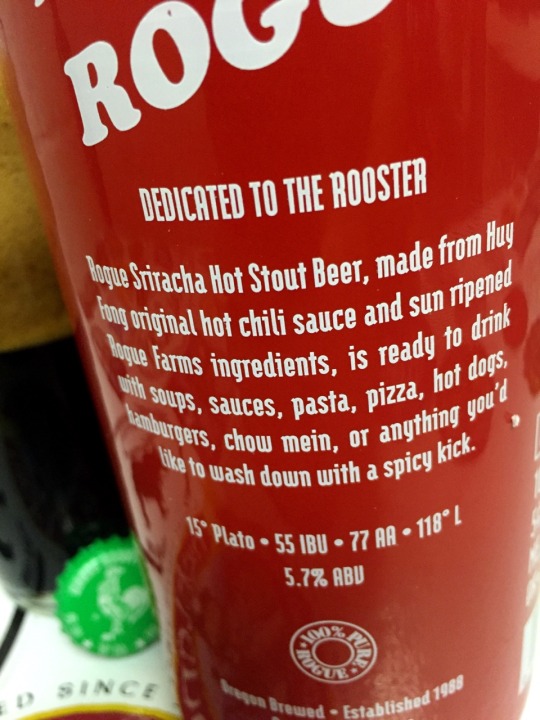 ROGUE
DEDICATED TO THE ROOSTER
Rogue Sriracha Hot Stout Beer, made from Huy
Fong original hot chili sauce and sun ripened
Rogue Farms ingredients, is ready to drink
with soups, sauces, pasta, pizza, hot dogs,
hamburgers, chow mein, or anything you'd
like to wash down with a spicy kick.
15° Plato • 55 IBU • 77 AA • 118° L
5.7% ABU
100% PURE
ROGUE
Oregon Brewed • Established 1988
ED SINCE